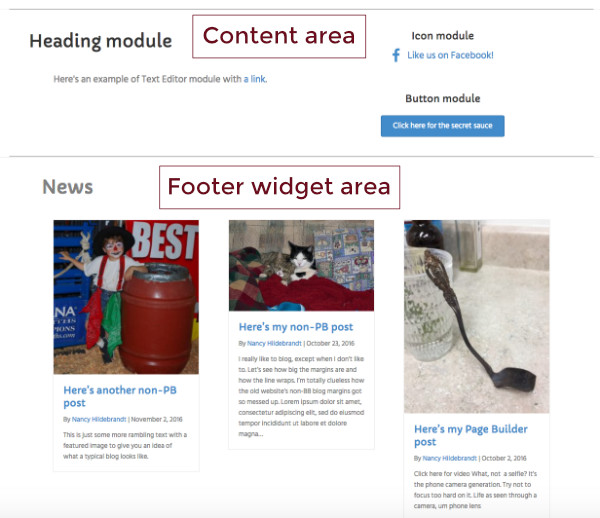 Heading module
Content area
Here's an example of Text Editor module with a link.
Icon module
Like us on Facebook!
Button module
Click here for the secret sauce
News
Footer widget area
BEST
NA
Here's another non-PB
post
By Nancy Hildebrandt | November 2, 2016
This is just some more rambling text with a
featured image to give you an idea of
what a typical blog looks like.
Here's my non-PB post
By Nancy Hildebrandt | October 23, 2016
I really like to blog, except when I don't like
to. Let's see how big the margins are and
how the line wraps. I'm totally clueless how
the old website's non-BB blog margins got
so messed up. Lorem ipsum dolor sit amet,
consectetur adipiscing elit, sed do eiusmod
tempor incididunt ut labore et dolore
magna...
Here's my Page Builder
post
By Nancy Hildebrandt | October 2, 2016
Click here for video What, not a selfie? It's
the phone camera generation. Try not to
focus too hard on it. Life as seen through a
camera, um phone lens